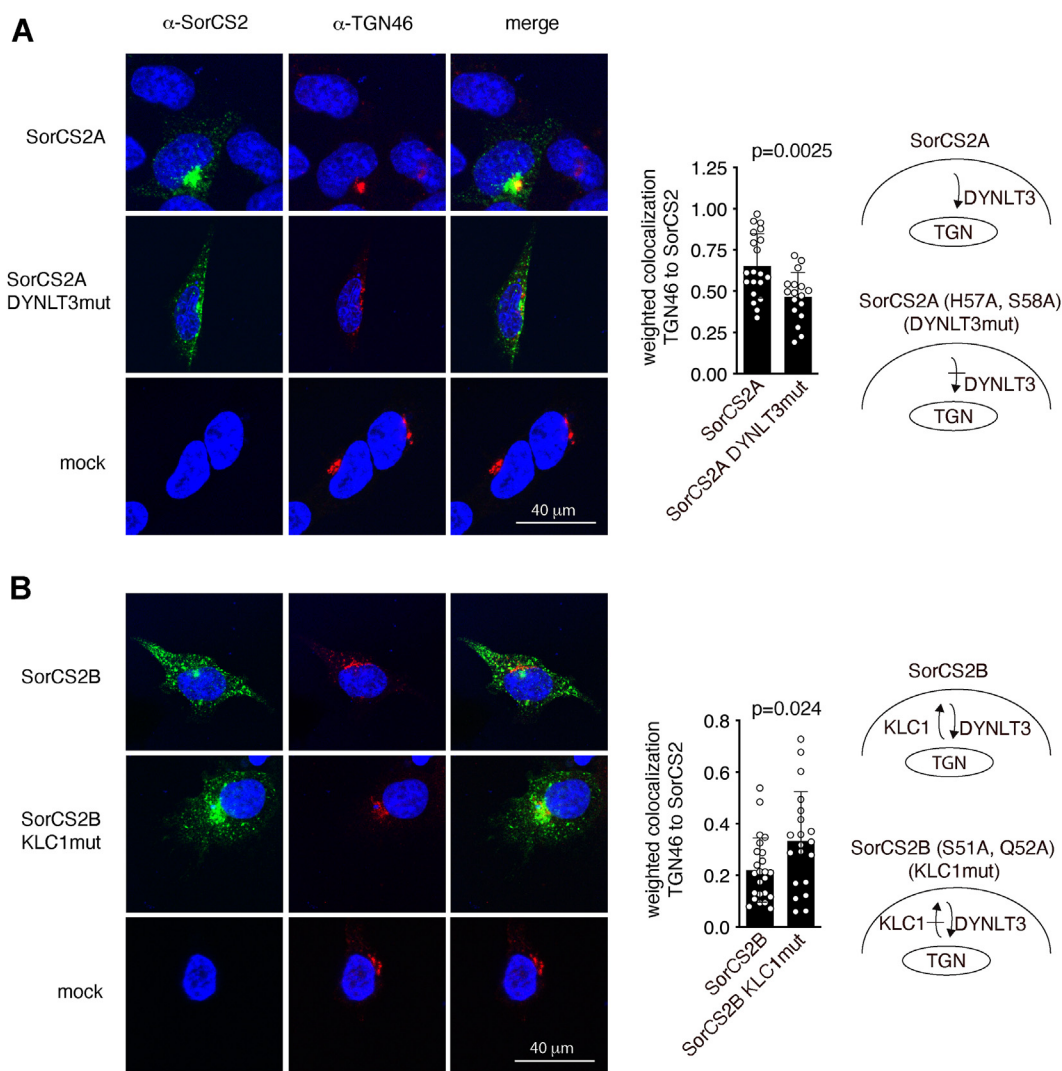 A
α-SorCS2
α-TGN46
merge
SorCS2A
SorCS2A
DYNLT3mut
mock
40 μm
p=0.0025
weighted colocalization
TGN46 to SorCS2
1.25
1.00
0.75
0.50
0.25
0.00
SorCS2A
SorCS2A DYNLT3mut
SorCS2A
DYNLT3
TGN
SorCS2A (H57A, S58A)
(DYNLT3mut)
DYNLT3
TGN
B
SorCS2B
SorCS2B
KLC1mut
mock
40 μm
p=0.024
weighted colocalization
TGN46 to SorCS2
0.8
0.6
0.4
0.2
0.0
SorCS2B
SorCS2B KLC1mut
SorCS2B
KLC1
DYNLT3
TGN
SorCS2B (S51A, Q52A)
(KLC1mut)
KLC1
DYNLT3
TGN